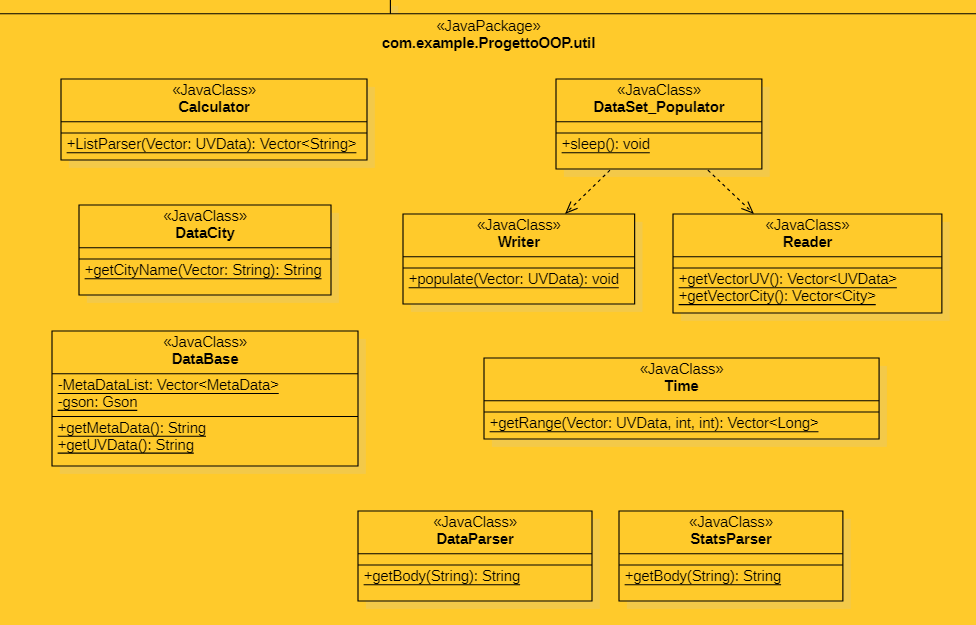 «JavaPackage»
com.example.ProgettoOOP.util
«JavaClass»
Calculator
+ListParser(Vector: UVData): Vector<String>
«JavaClass»
DataSet_Populator
+sleep(): void
«JavaClass»
DataCity
+getCityName(Vector: String): String
«JavaClass»
Writer
+populate(Vector: UVData): void
«JavaClass»
Reader
+getVectorUV(): Vector<UVData>
+getVectorCity(): Vector<City>
«JavaClass»
DataBase
-MetaDataList: Vector<MetaData>
-gson: Gson
+getMetaData(): String
+getUVData(): String
«JavaClass»
Time
+getRange(Vector: UVData, int, int): Vector<Long>
«JavaClass»
DataParser
+getBody(String): String
«JavaClass»
StatsParser
+getBody(String): String